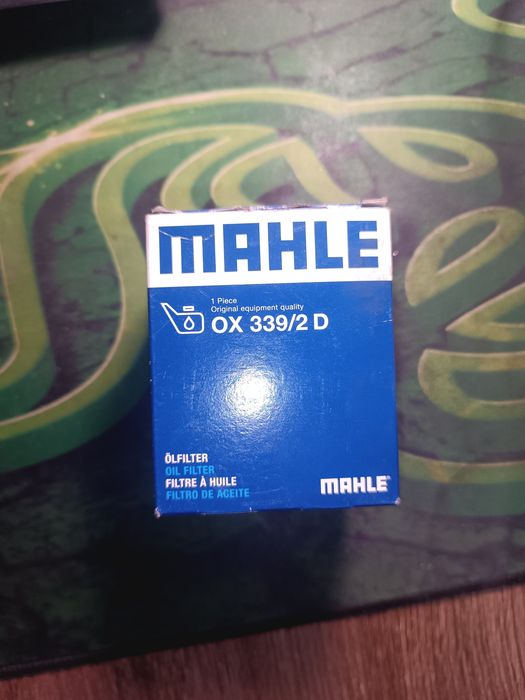 MAHLE
1 Piece
Original equipment quality
OX 339/2 D
ÖLFILTER
OIL FILTER
FILTRE À HUILE
FILTRO DE ACEITE
MAHLE